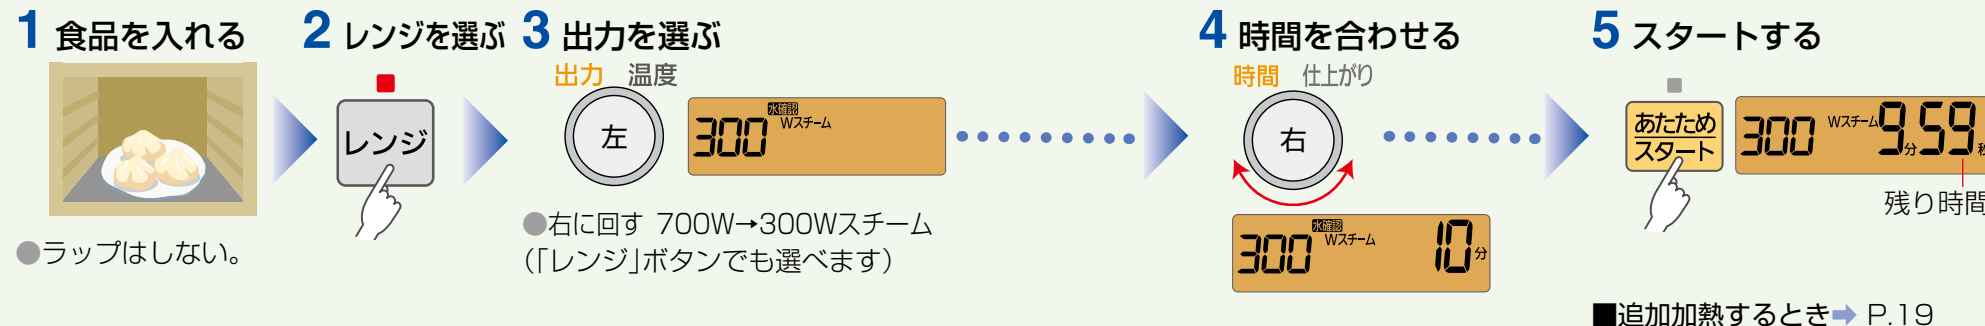 1 食品を入れる
●ラップはしない。
2 レンジを選ぶ
レンジ
3 出力を選ぶ
出力 温度
左
水確認
300 Wスチーム
●右に回す 700W→300Wスチーム
(「レンジ」ボタンでも選べます)
4 時間を合わせる
時間 仕上がり
右
水確認
300 Wスチーム 10分
5 スタートする
あたため
スタート
300 Wスチーム 9分59秒
残り時間
■追加加熱するとき➡ P.19